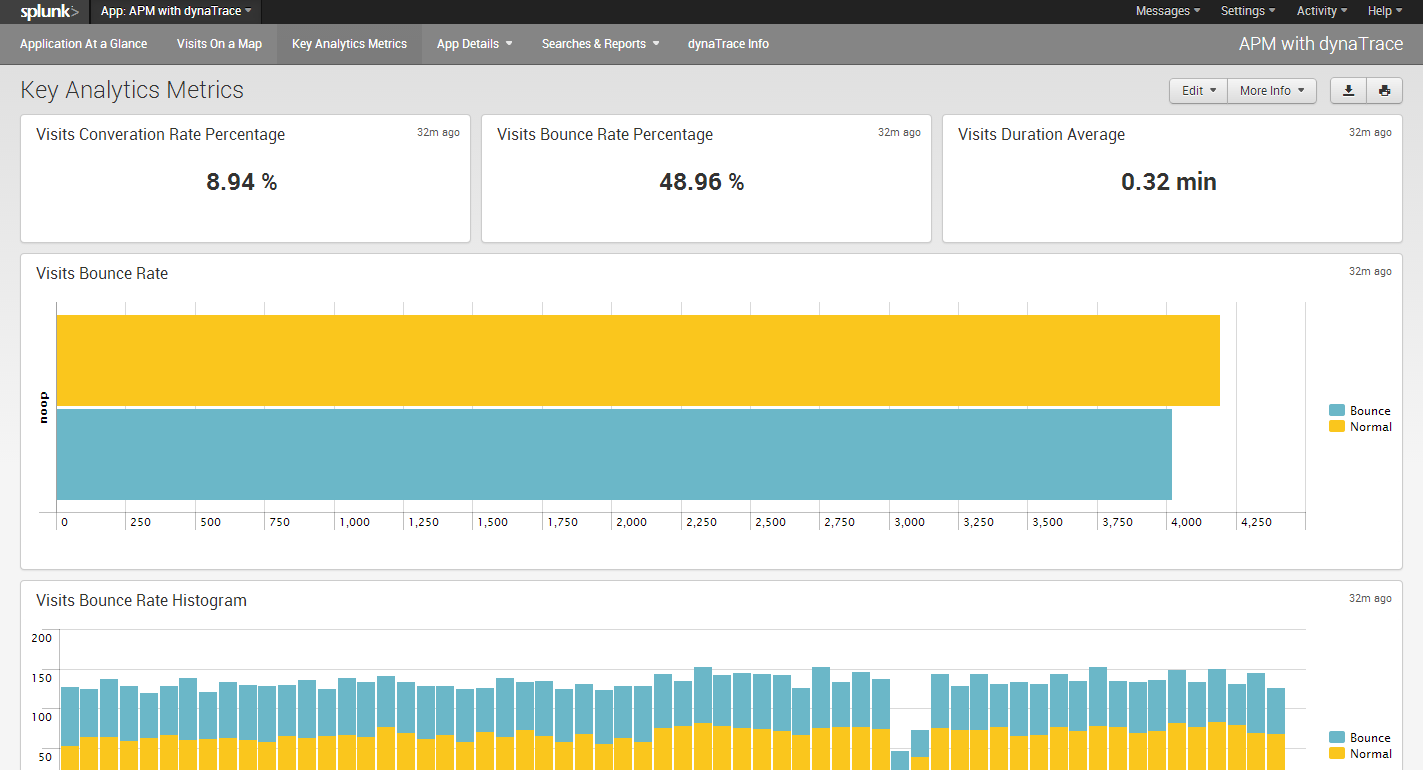 splunk> App: APM with dynaTrace Messages Settings Activity Help
Application At a Glance Visits On a Map Key Analytics Metrics App Details Searches & Reports dynaTrace Info APM with dynaTrace
Key Analytics Metrics Edit More Info
Visits Converation Rate Percentage 32m ago Visits Bounce Rate Percentage 32m ago Visits Duration Average 32m ago
8.94 % 48.96 % 0.32 min
Visits Bounce Rate 32m ago
noop
Bounce
Normal
0 250 500 750 1,000 1,250 1,500 1,750 2,000 2,250 2,500 2,750 3,000 3,250 3,500 3,750 4,000 4,250
Visits Bounce Rate Histogram 32m ago
200
150
100
50
Bounce
Normal